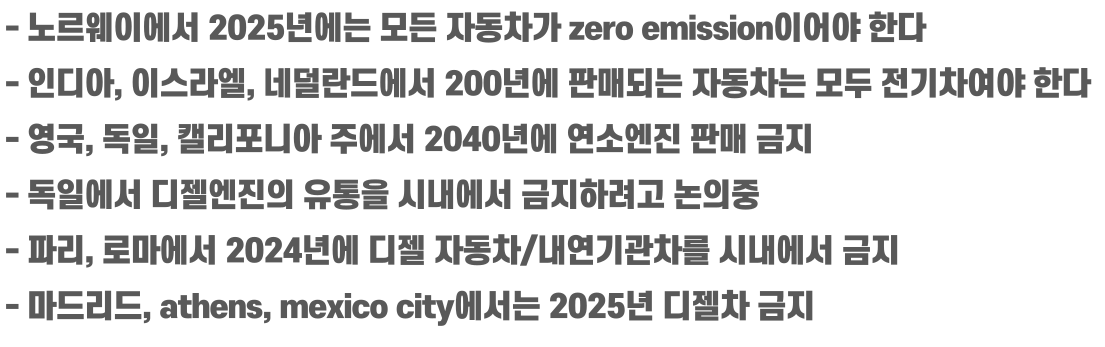 - 노르웨이에서 2025년에는 모든 자동차가 zero emission이어야 한다
- 인디아, 이스라엘, 네덜란드에서 200년에 판매되는 자동차는 모두 전기차여야 한다
- 영국, 독일, 캘리포니아 주에서 2040년에 연소엔진 판매 금지
- 독일에서 디젤엔진의 유통을 시내에서 금지하려고 논의중
- 파리, 로마에서 2024년에 디젤 자동차/내연기관차를 시내에서 금지
- 마드리드, athens, mexico city에서는 2025년 디젤차 금지